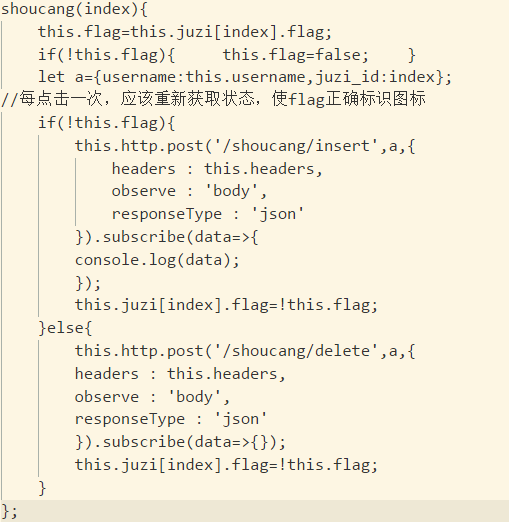 shoucang(index){
    this.flag=this.juzi[index].flag;
    if(!this.flag){    this.flag=false;    }
    let a={username:this.username,juzi_id:index};
//每点击一次，应该重新获取状态，使flag正确标识图标
    if(!this.flag){
        this.http.post('/shoucang/insert',a,{
            headers : this.headers,
            observe : 'body',
            responseType : 'json'
        }).subscribe(data=>{
        console.log(data);
        });
        this.juzi[index].flag=!this.flag;
    }else{
        this.http.post('/shoucang/delete',a,{
        headers : this.headers,
        observe : 'body',
        responseType : 'json'
        }).subscribe(data=>{});
        this.juzi[index].flag=!this.flag;
    }
};